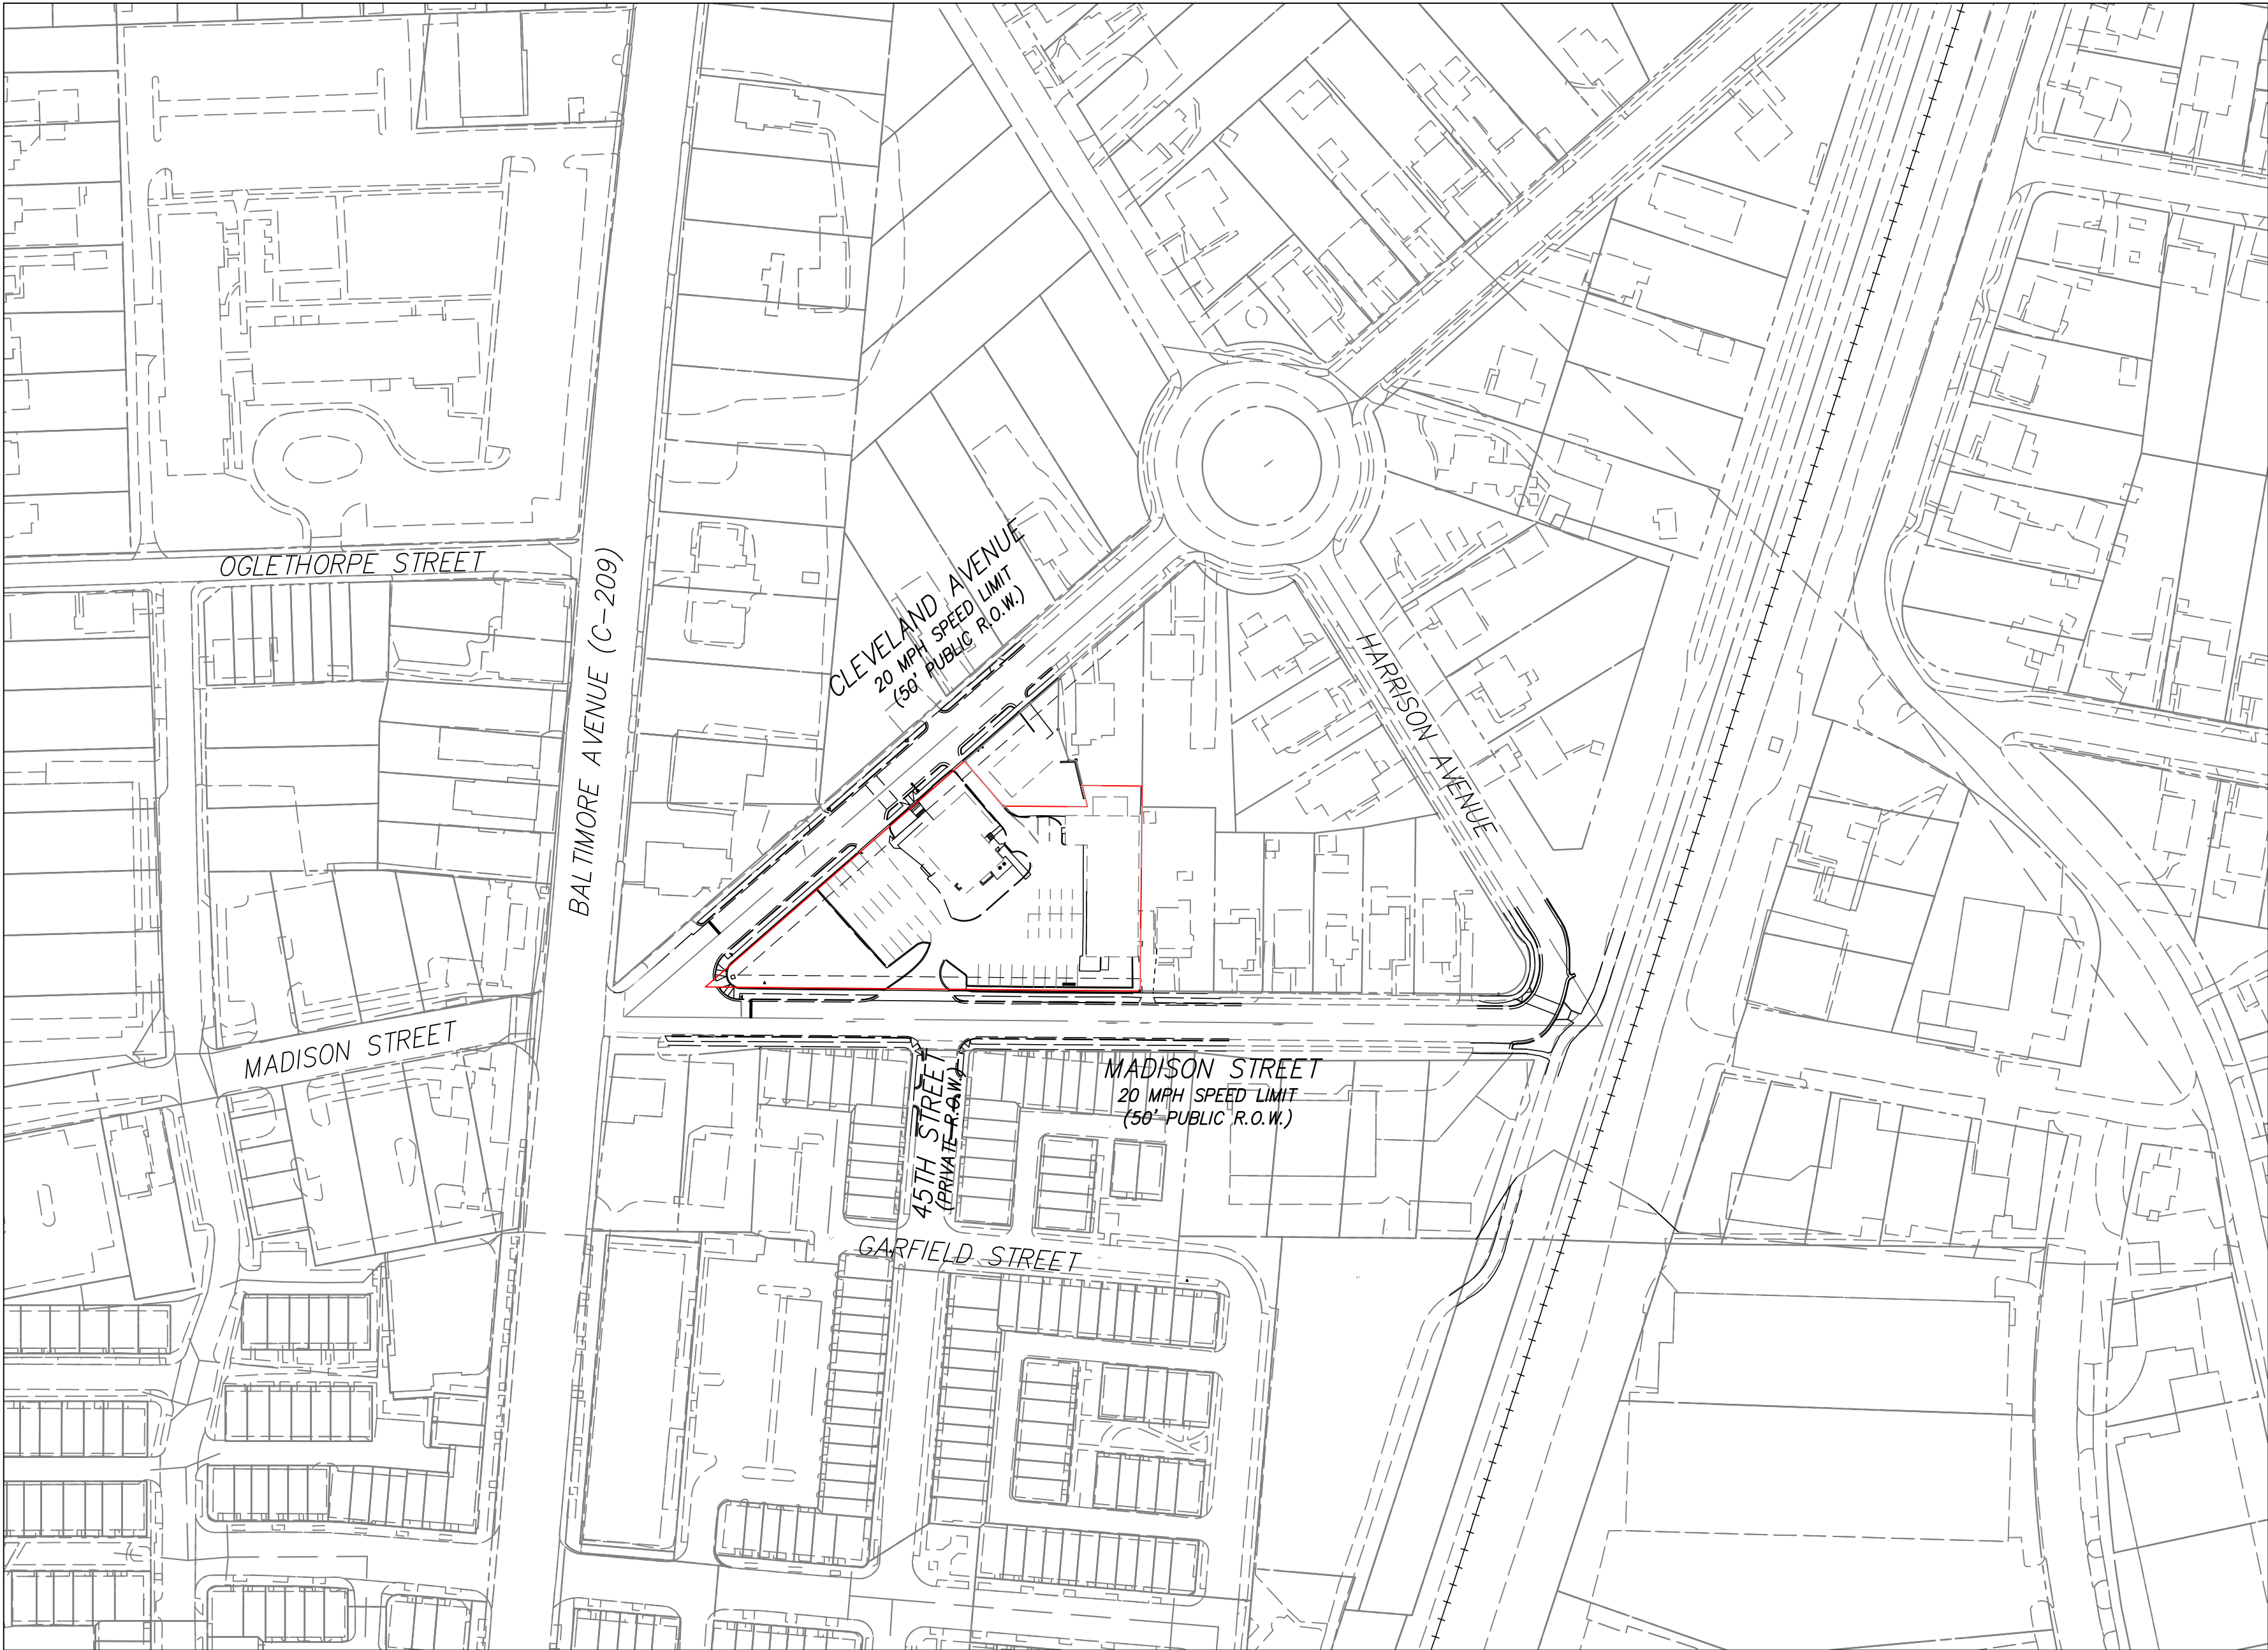 OGLETHORPE STREET
BALTIMORE AVENUE (C-209)
CLEVELAND AVENUE
20 MPH SPEED LIMIT
(50' PUBLIC R.O.W.)
HARRISON AVENUE
MADISON STREET
MADISON STREET
20 MPH SPEED LIMIT
(50' PUBLIC R.O.W.)
45TH STREET
(PRIVATE R.O.W.)
GARFIELD STREET